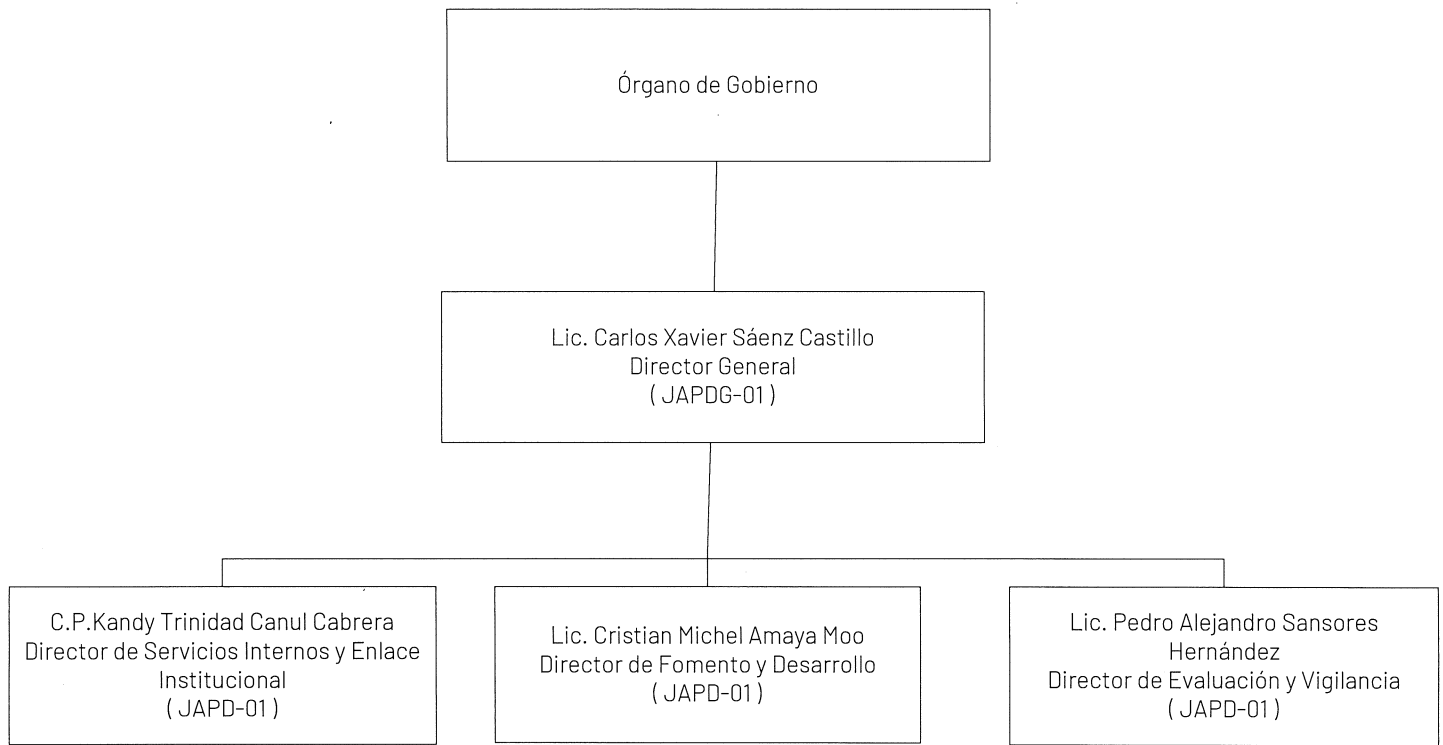 Órgano de Gobierno
Lic. Carlos Xavier Sáenz Castillo
Director General
( JAPDG-01 )
C.P.Kandy Trinidad Canul Cabrera
Director de Servicios Internos y Enlace
Institucional
( JAPD-01 )
Lic. Cristian Michel Amaya Moo
Director de Fomento y Desarrollo
( JAPD-01 )
Lic. Pedro Alejandro Sansores
Hernández
Director de Evaluación y Vigilancia
( JAPD-01 )